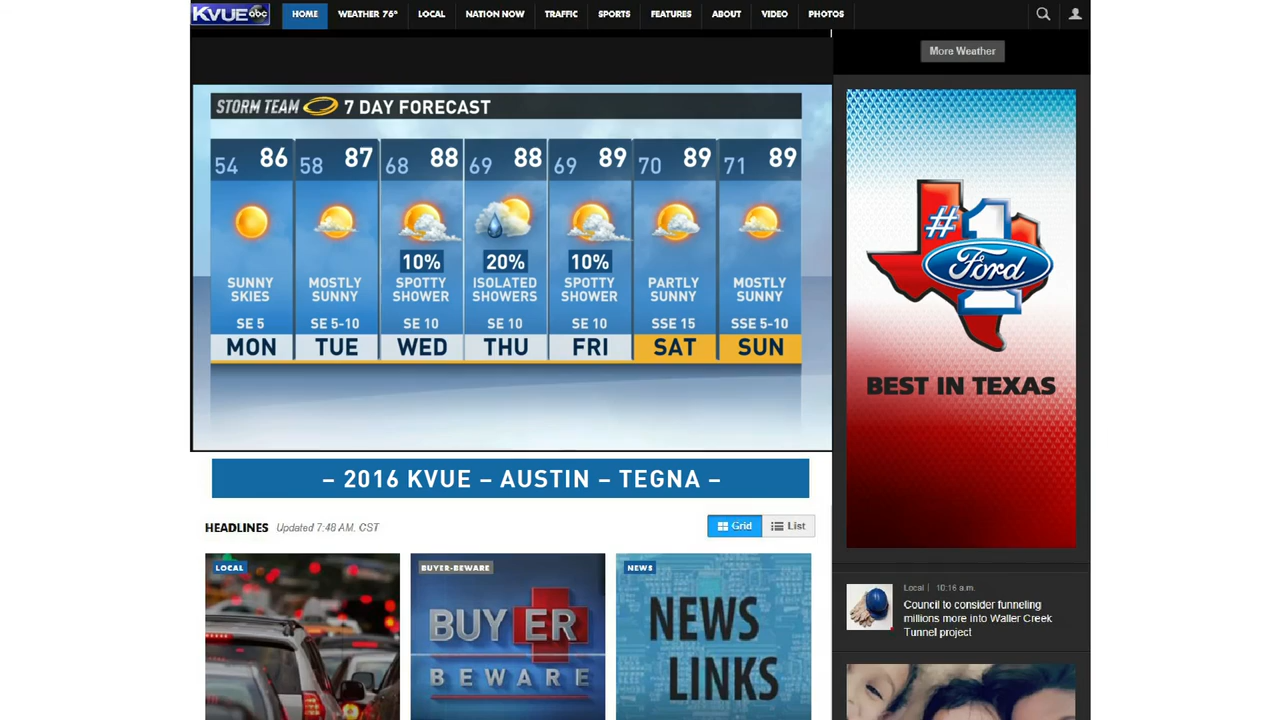 KVUE abc HOME WEATHER 76° LOCAL NATION NOW TRAFFIC SPORTS FEATURES ABOUT VIDEO PHOTOS
More Weather
STORM TEAM 7 DAY FORECAST
54 86 58 87 68 88 69 88 69 89 70 89 71 89
10% 20% 10%
SUNNY SKIES MOSTLY SUNNY SPOTTY SHOWER ISOLATED SHOWERS SPOTTY SHOWER PARTLY SUNNY MOSTLY SUNNY
SE 5 SE 5-10 SE 10 SE 10 SE 10 SSE 15 SSE 5-10
MON TUE WED THU FRI SAT SUN
#1
Ford
BEST IN TEXAS
– 2016 KVUE – AUSTIN – TEGNA –
HEADLINES Updated 7:48 AM. CST
Grid List
LOCAL
BUYER-BEWARE
BUYER
BEWARE
NEWS
NEWS
LINKS
Local | 10:16 a.m.
Council to consider funneling
millions more into Waller Creek
Tunnel project